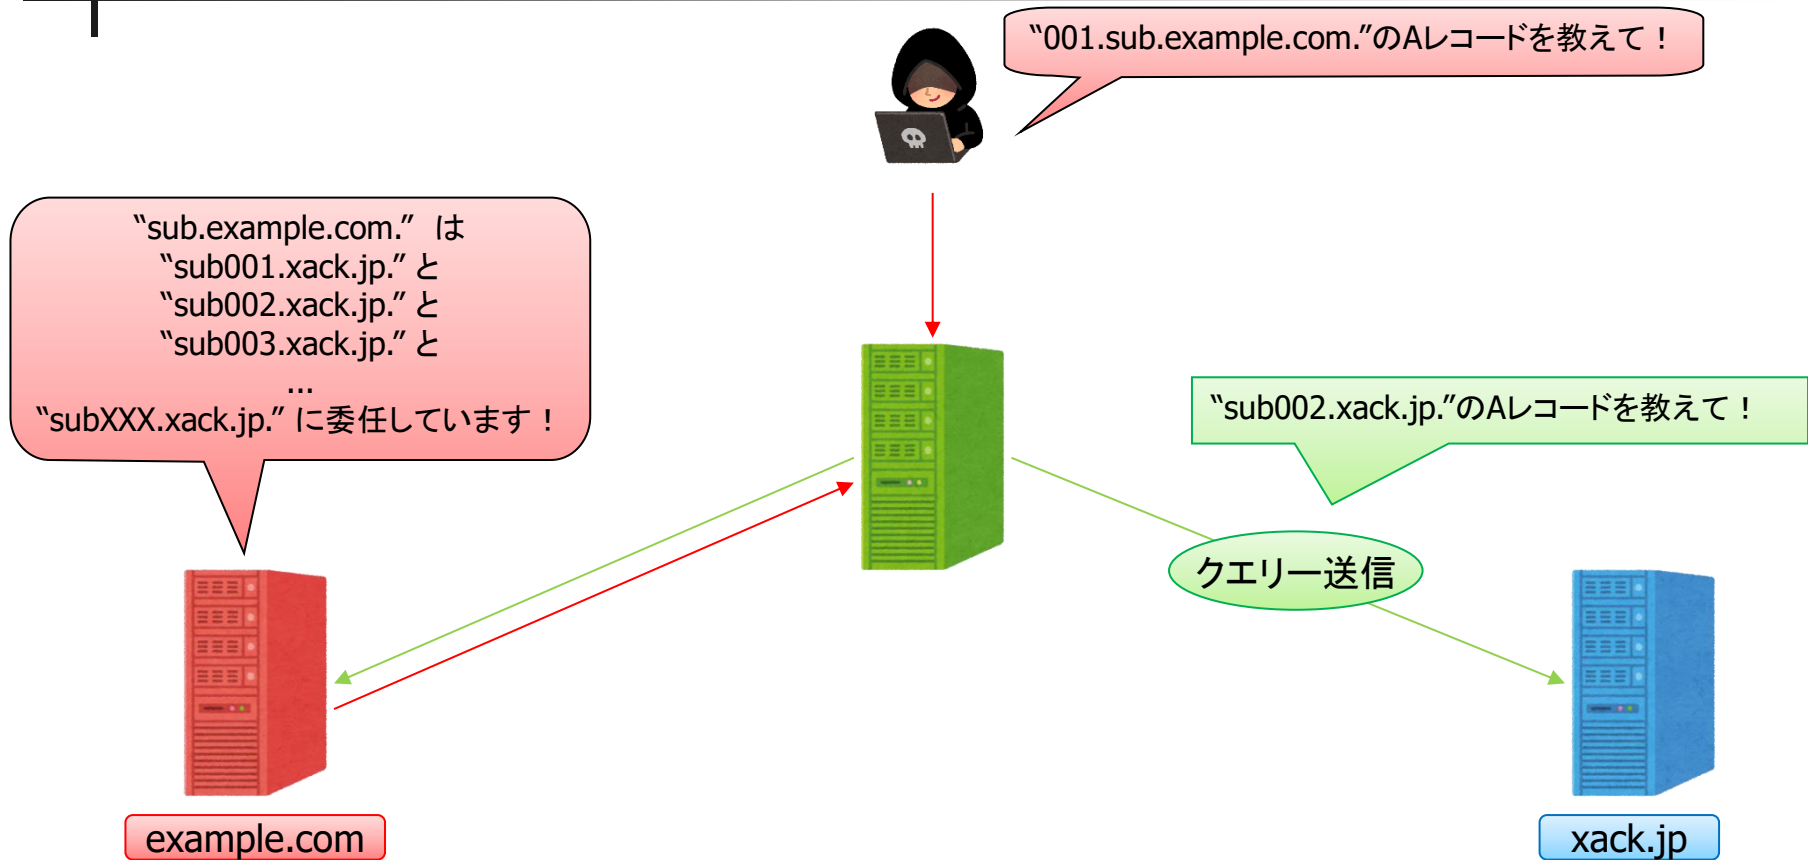 “001.sub.example.com.”のAレコードを教えて！
“sub.example.com.” は
“sub001.xack.jp.” と
“sub002.xack.jp.” と
“sub003.xack.jp.” と
...
“subXXX.xack.jp.” に委任しています！
“sub002.xack.jp.”のAレコードを教えて！
クエリー送信
example.com
xack.jp